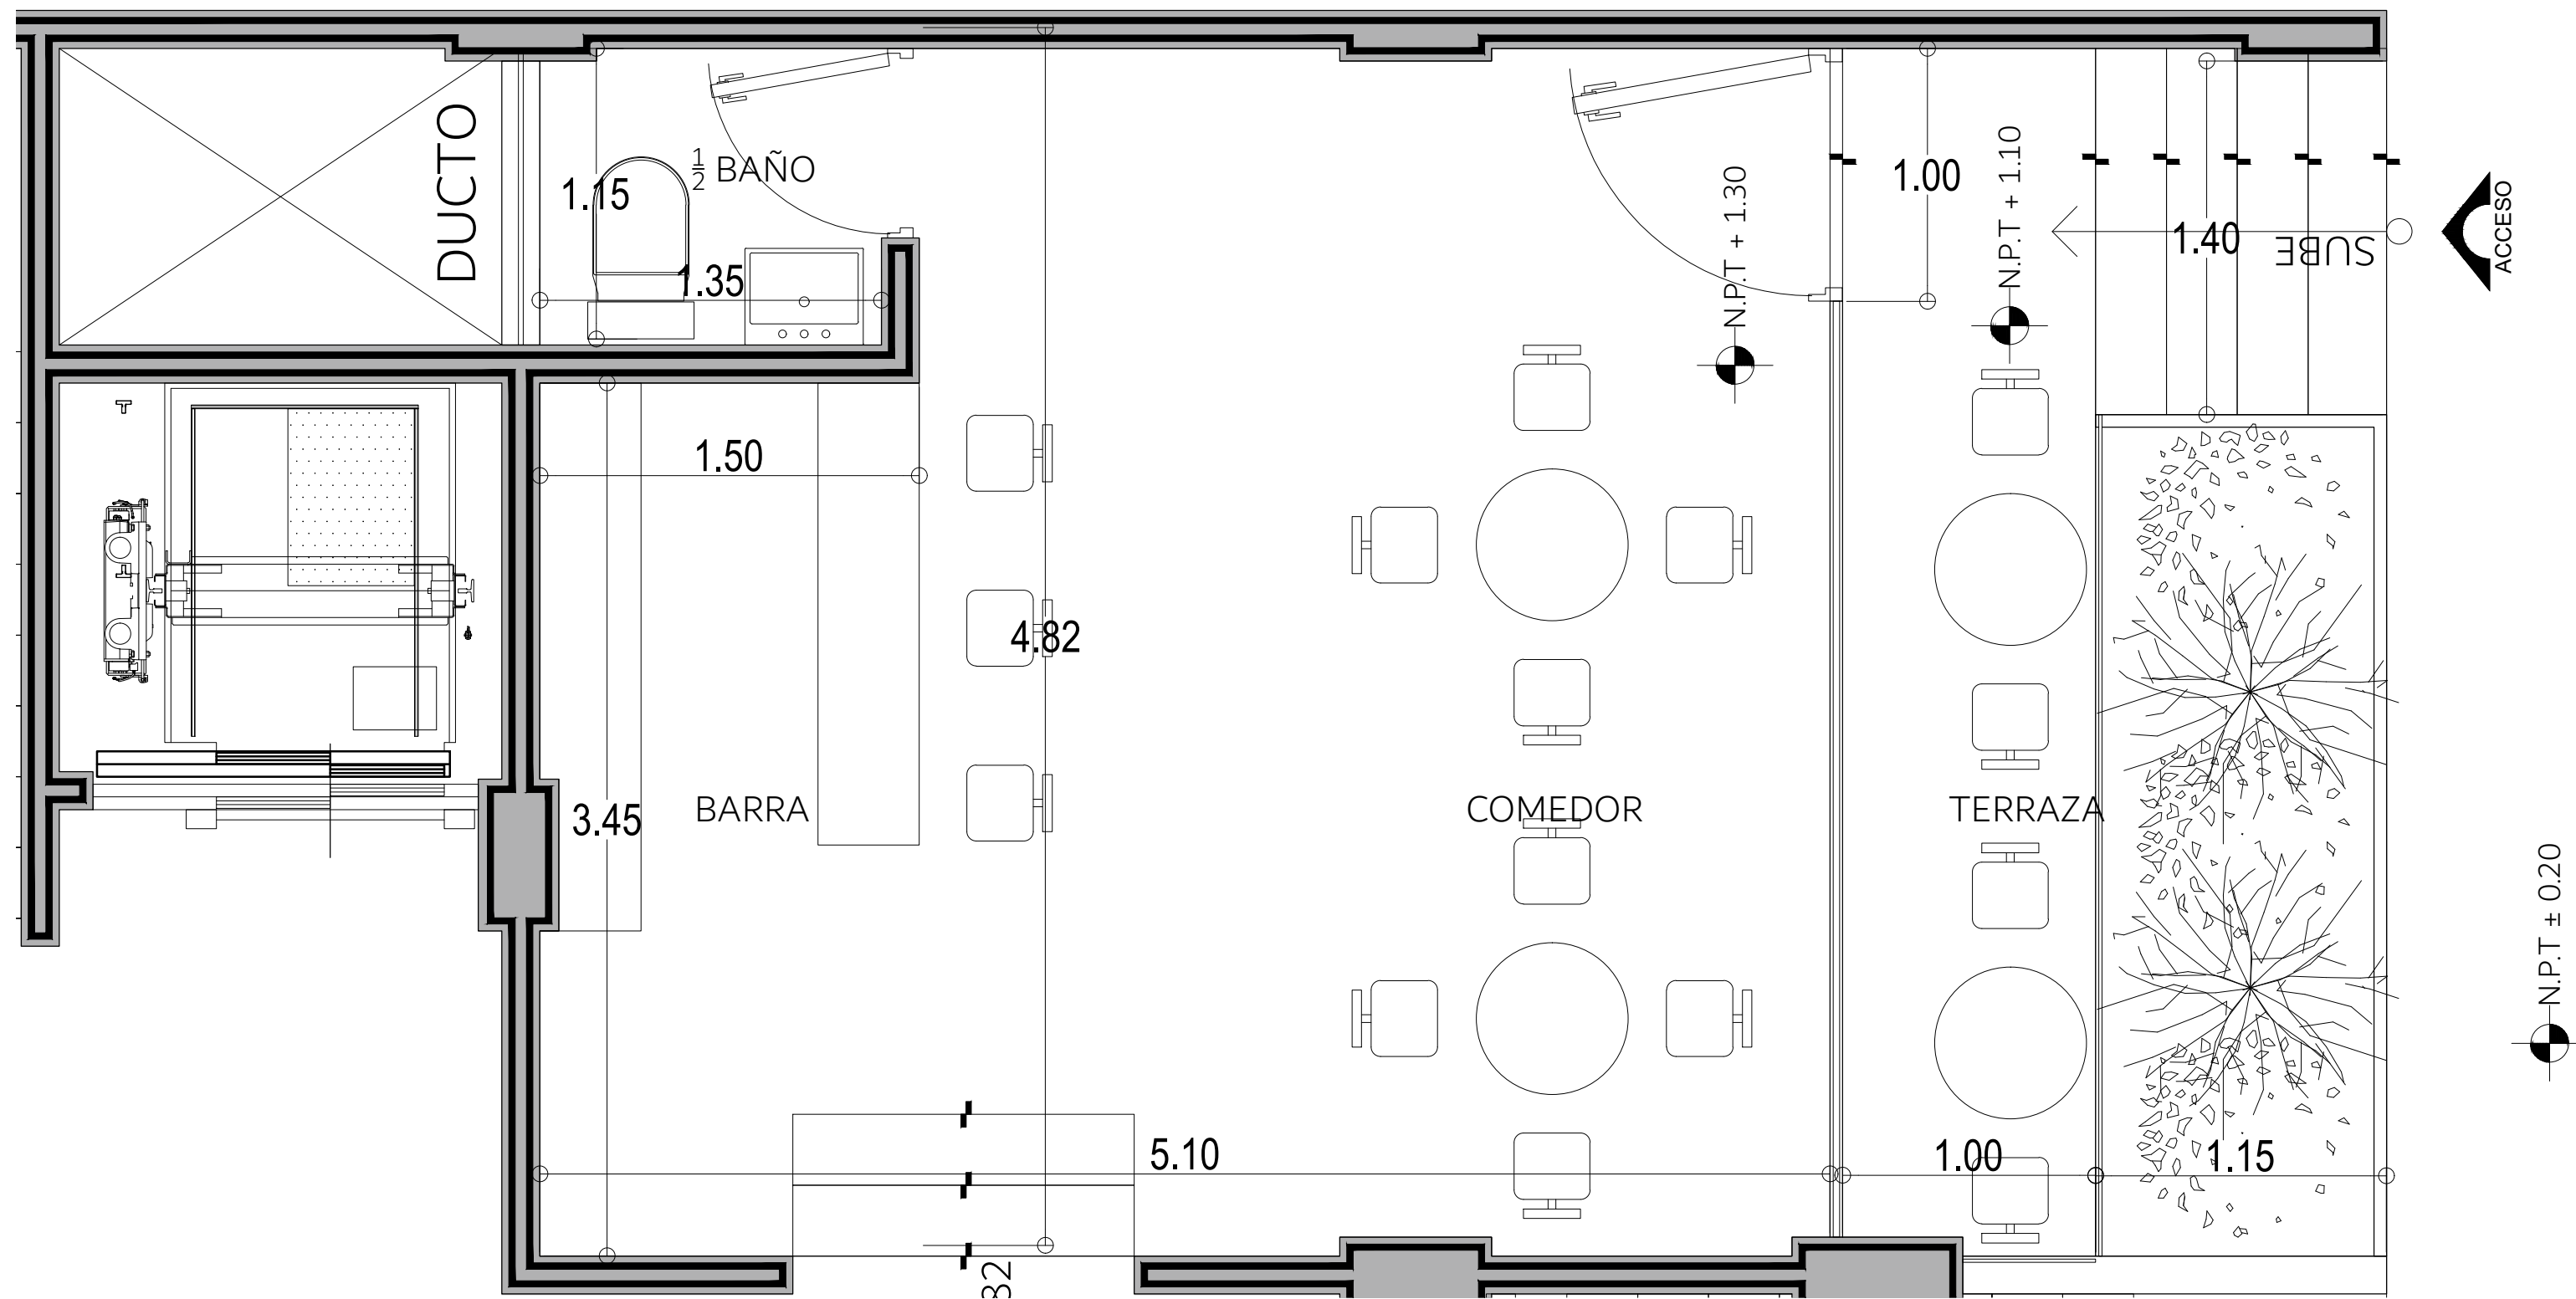 DUCTO
1.15
½ BAÑO
1.35
N.P.T + 1.30
1.00
N.P.T + 1.10
1.40
SUBE
ACCESO
1.50
4.82
3.45
BARRA
COMEDOR
TERRAZA
N.P.T ± 0.20
5.10
1.00
1.15